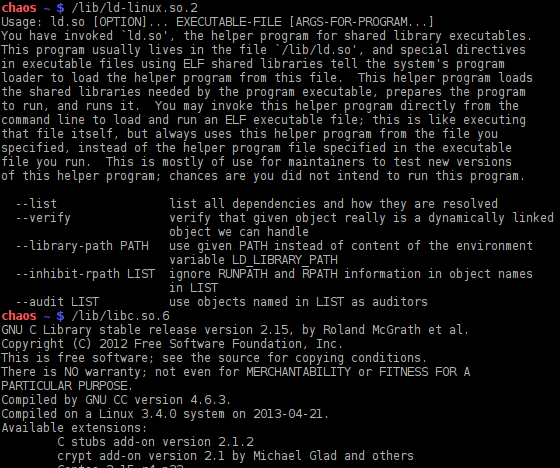 chaos ~ $ /lib/ld-linux.so.2
Usage: ld.so [OPTION]... EXECUTABLE-FILE [ARGS-FOR-PROGRAM...]
You have invoked `ld.so', the helper program for shared library executables.
This program usually lives in the file `/lib/ld.so', and special directives
in executable files using ELF shared libraries tell the system's program
loader to load the helper program from this file.  This helper program loads
the shared libraries needed by the program executable, prepares the program
to run, and runs it.  You may invoke this helper program directly from the
command line to load and run an ELF executable file; this is like executing
that file itself, but always uses this helper program from the file you
specified, instead of the helper program file specified in the executable
file you run.  This is mostly of use for maintainers to test new versions
of this helper program; chances are you did not intend to run this program.

  --list                list all dependencies and how they are resolved
  --verify              verify that given object really is a dynamically linked
                        object we can handle
  --library-path PATH   use given PATH instead of content of the environment
                        variable LD_LIBRARY_PATH
  --inhibit-rpath LIST  ignore RUNPATH and RPATH information in object names
                        in LIST
  --audit LIST          use objects named in LIST as auditors
chaos ~ $ /lib/libc.so.6
GNU C Library stable release version 2.15, by Roland McGrath et al.
Copyright (C) 2012 Free Software Foundation, Inc.
This is free software; see the source for copying conditions.
There is NO warranty; not even for MERCHANTABILITY or FITNESS FOR A
PARTICULAR PURPOSE.
Compiled by GNU CC version 4.6.3.
Compiled on a Linux 3.4.0 system on 2013-04-21.
Available extensions:
        C stubs add-on version 2.1.2
        crypt add-on version 2.1 by Michael Glad and others